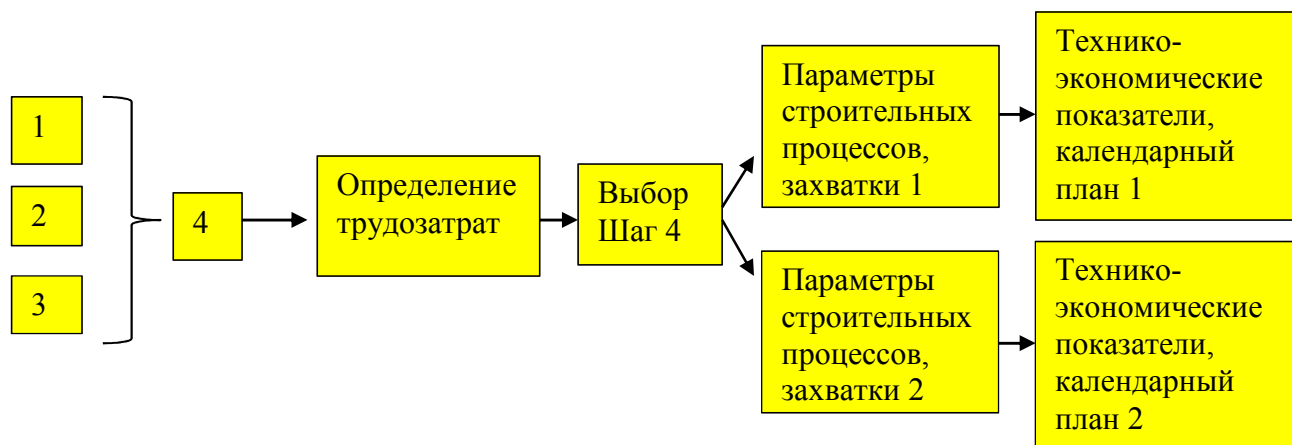 1
2
3
4
Определение
трудозатрат
Выбор
Шаг 4
Параметры
строительных
процессов,
захватки 1
Технико-
экономические
показатели,
календарный
план 1
Параметры
строительных
процессов,
захватки 2
Технико-
экономические
показатели,
календарный
план 2